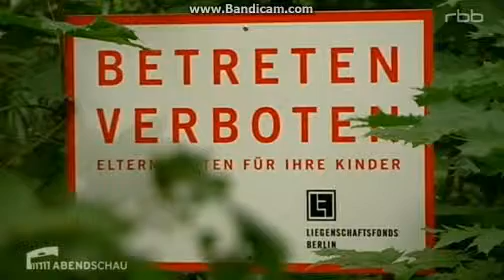 www.Bandicam.com
rbb
BETRETEN
VERBOTEN
FÜR IHRE KINDER
LIEGENSCHAFTSFONDS
BERLIN
ABENDSCHAU